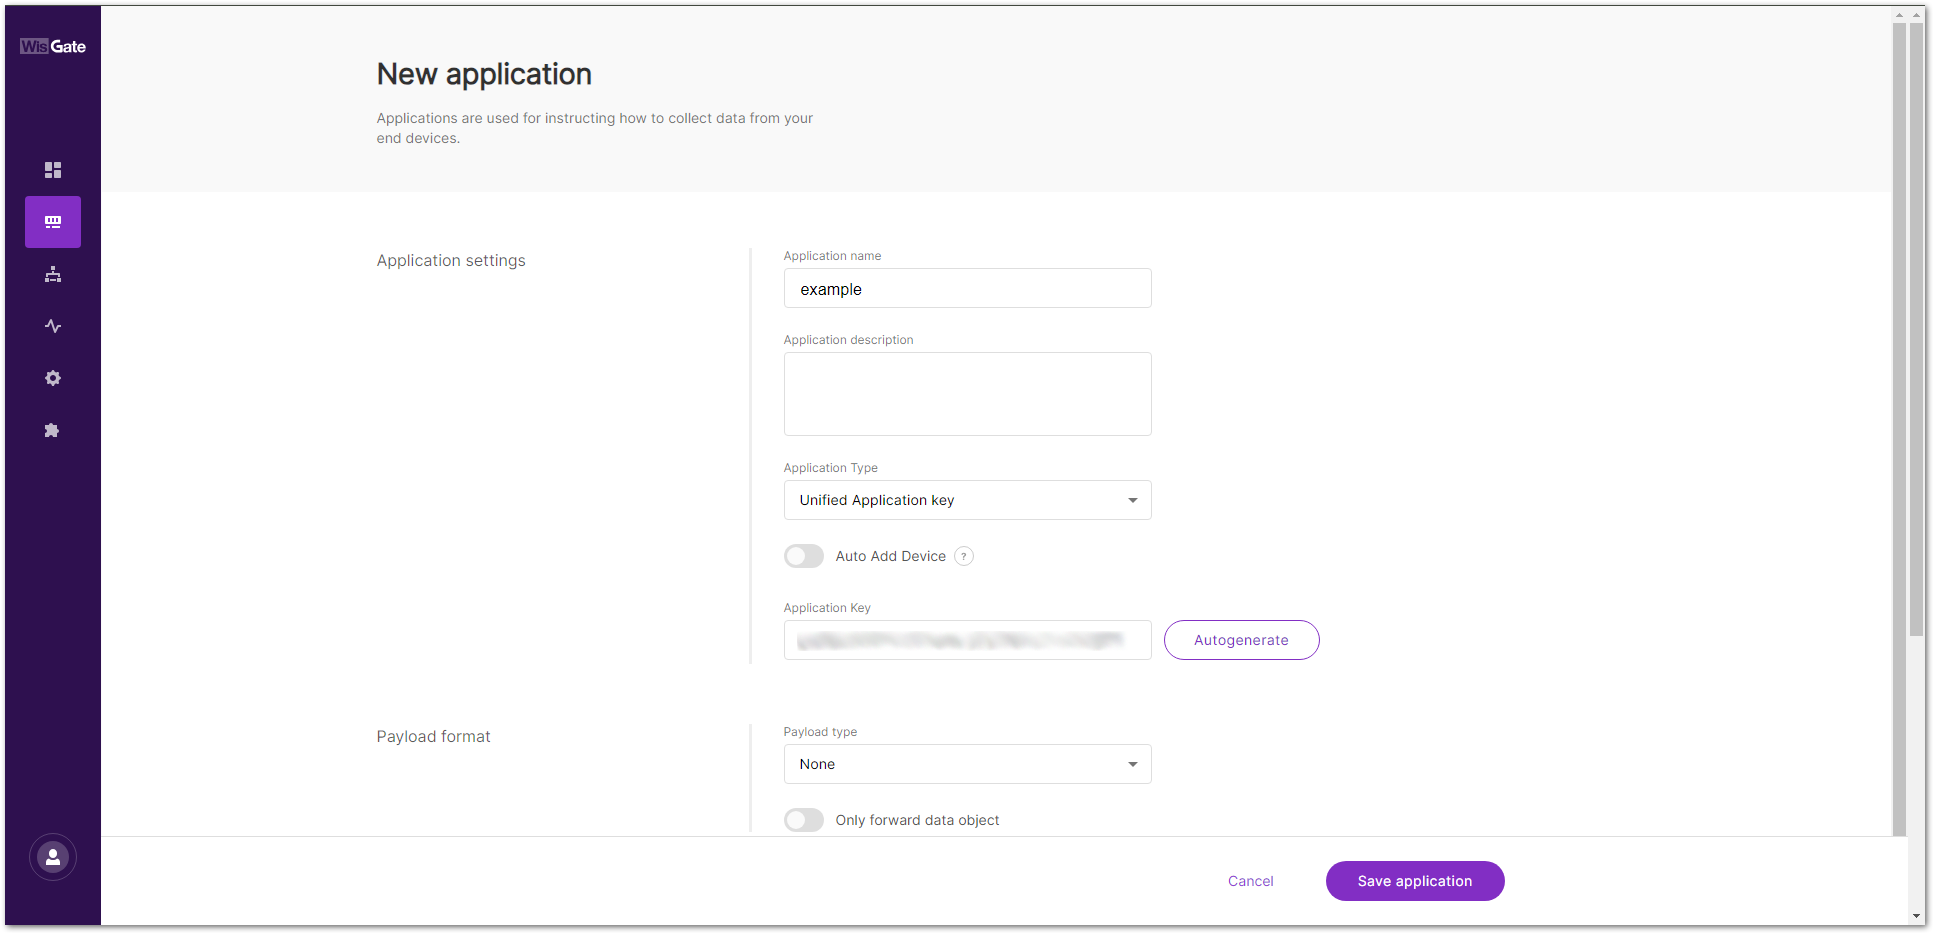 WisGate
New application
Applications are used for instructing how to collect data from your
end devices.
Application settings
Application name
example
Application description
Application Type
Unified Application key
Auto Add Device ?
Application Key
Autogenerate
Payload format
Payload type
None
Only forward data object
Cancel
Save application